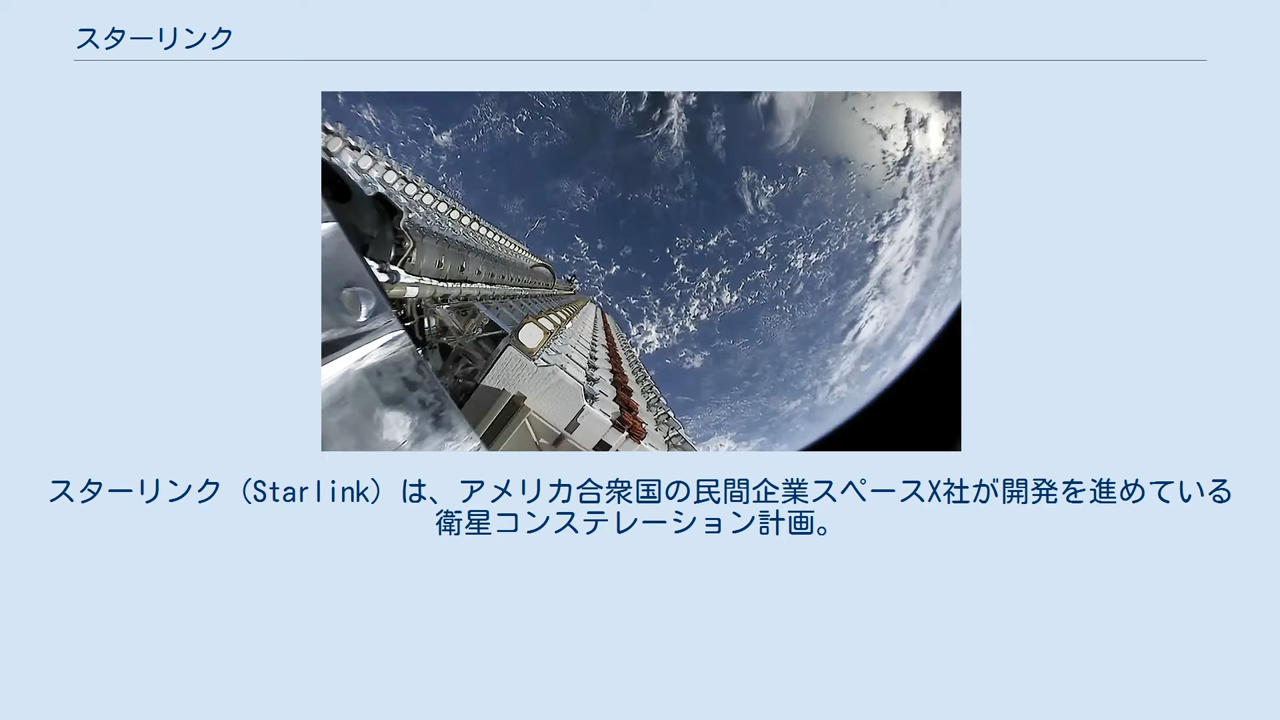 スターリンク
スターリンク（Starlink）は、アメリカ合衆国の民間企業スペースX社が開発を進めている
衛星コンステレーション計画。